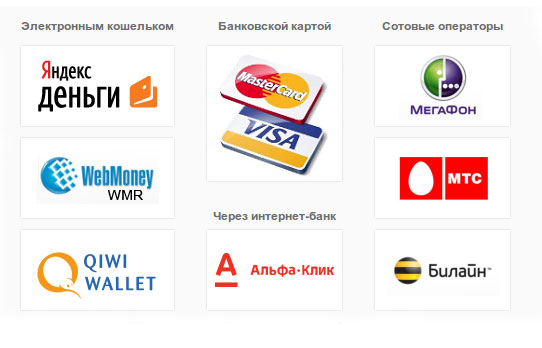 Электронным кошельком
Яндекс
деньги
WebMoney
WMR
QIWI
WALLET
Банковской картой
MasterCard
VISA
Через интернет-банк
А
Альфа·Клик
Сотовые операторы
МЕГАФОН
МТС
Билайн™